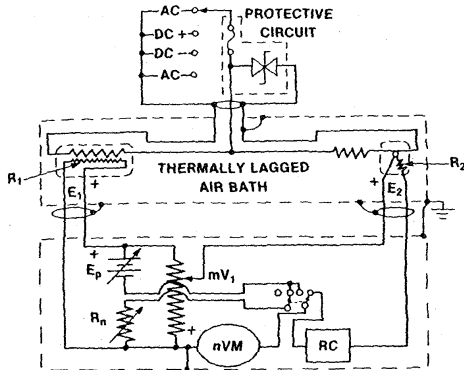 AC
DC +
DC -
AC
PROTECTIVE
CIRCUIT
THERMALLY LAGGED
AIR BATH
R1
+
E1
R2
+
E2
+
Ep
mV1
Rn
+
nVM
RC